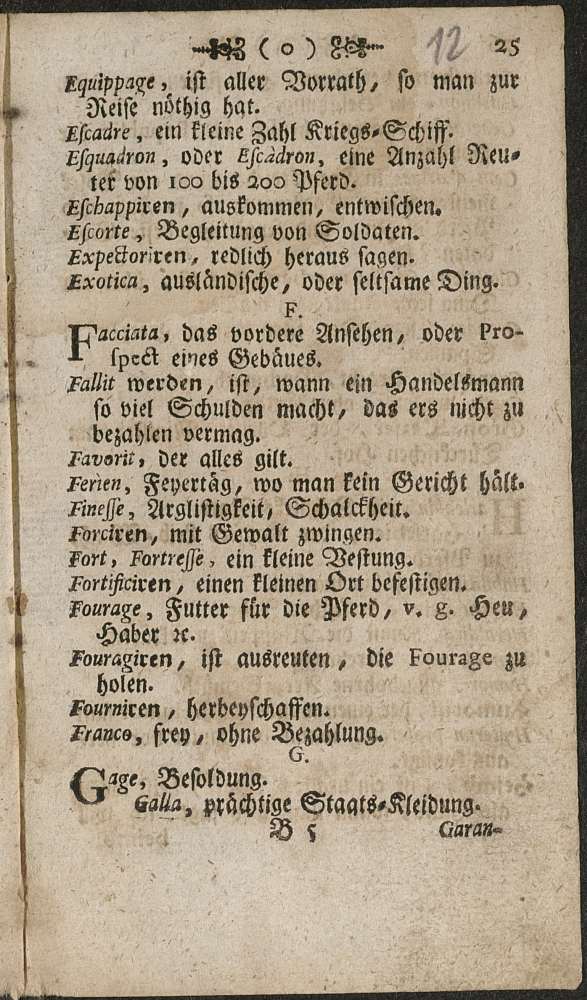 ( o ) 12 25
Equippage, ist aller Vorrath, so man zur
Reise nöthig hat.
Escadre, ein kleine Zahl Kriegs-Schiff.
Esquadron, oder Escàdron, eine Anzahl Reu-
ter von 100 bis 200 Pferd.
Eschappiren, auskommen, entwischen.
Escorte, Begleitung von Soldaten.
Expectoriren, redlich heraus sagen.
Exotica, ausländische, oder seltsame Ding.
F.
Facciata, das vordere Ansehen, oder Pro-
spect eines Gebäues.
Fallit werden, ist, wann ein Handelsmann
so viel Schulden macht, das ers nicht zu
bezahlen vermag.
Favorit, der alles gilt.
Ferien, Feyertäg, wo man kein Gericht hält.
Finesse, Arglistigkeit, Schalckheit.
Forciren, mit Gewalt zwingen.
Fort, Fortresse, ein kleine Vestung.
Fortificiren, einen kleinen Ort befestigen.
Fourage, Futter für die Pferd, v. g. Heu,
Haber ꝛc.
Fouragiren, ist ausreuten, die Fourage zu
holen.
Fourniren, herbeyschaffen.
Franco, frey, ohne Bezahlung.
G.
Gage, Besoldung.
Galla, prächtige Staats-Kleidung.
B 5 Garan-